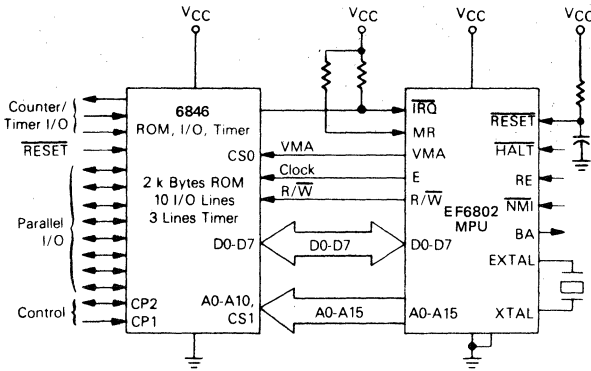 VCC
VCC
VCC
VCC
Counter/
Timer I/O
RESET
Parallel
I/O
Control
6846
ROM, I/O, Timer
CS0
2 k Bytes ROM
10 I/O Lines
3 Lines Timer
D0-D7
A0-A10,
CS1
CP2
CP1
VMA
Clock
R/W
D0-D7
A0-A15
IRQ
MR
VMA
E
R/W
EF6802
MPU
D0-D7
A0-A15
RESET
HALT
RE
NMI
BA
EXTAL
XTAL